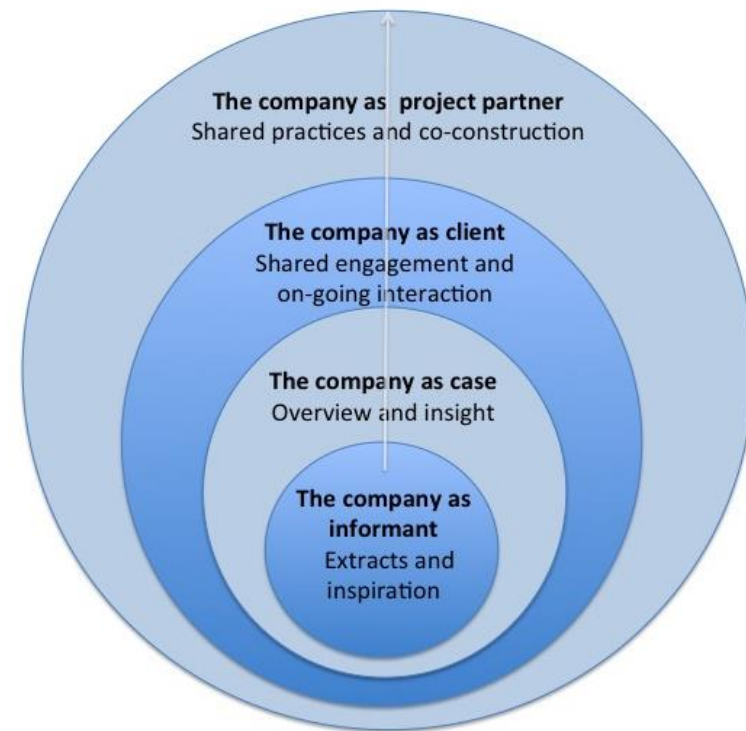 The company as project partner
Shared practices and co-construction
The company as client
Shared engagement and
on-going interaction
The company as case
Overview and insight
The company as
informant
Extracts and
inspiration